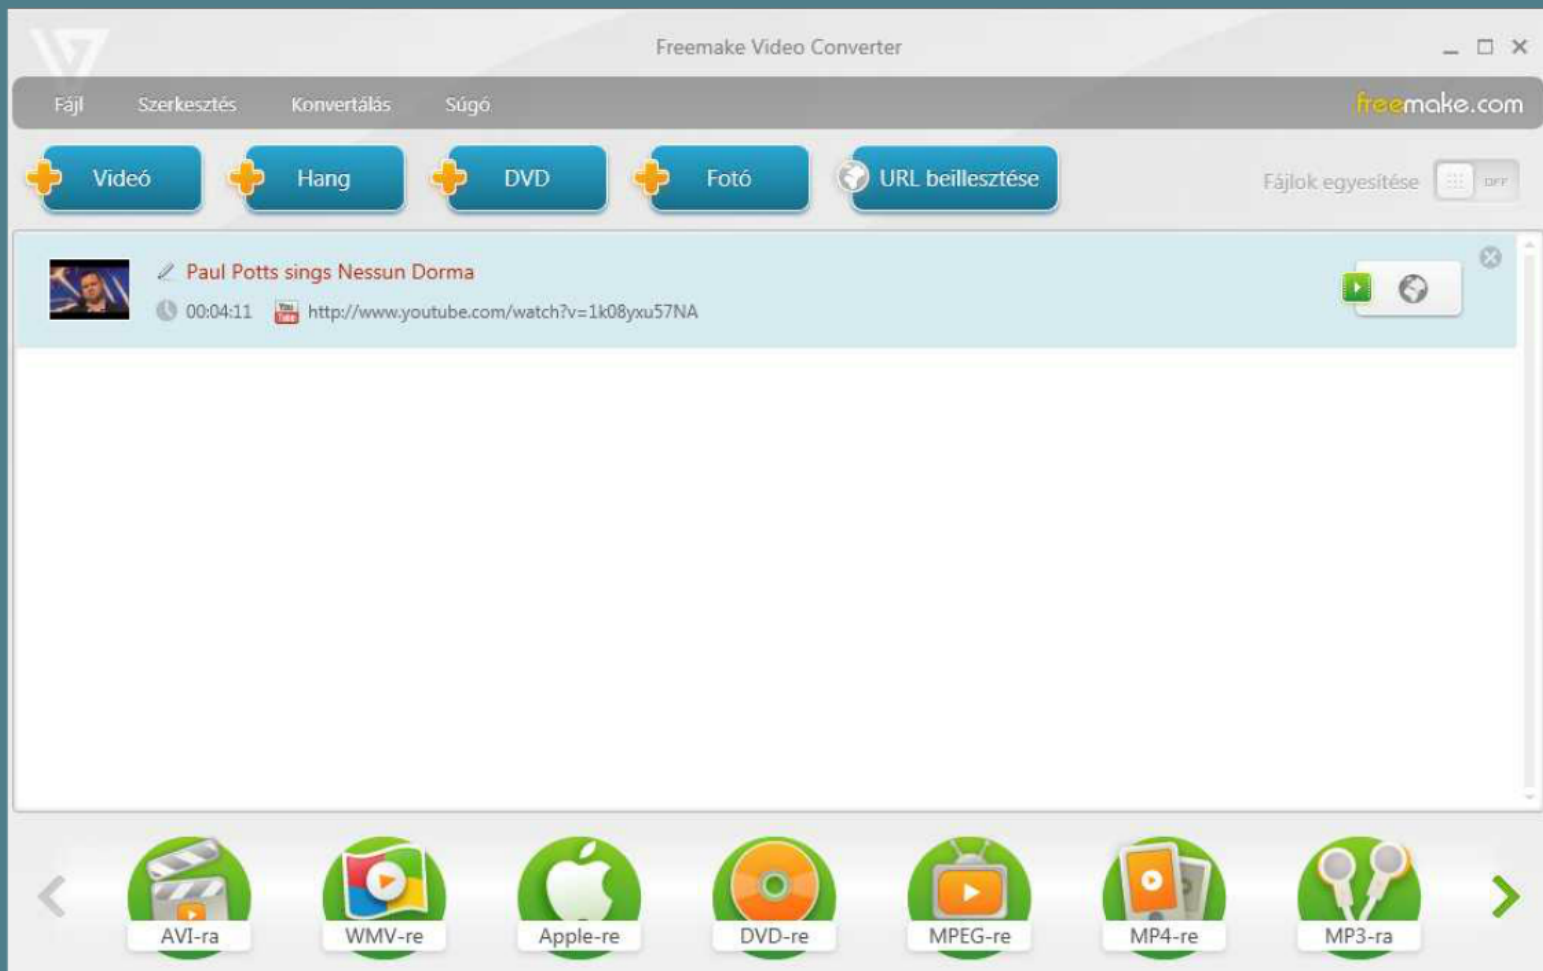 Freemake Video Converter
Fájl Szerkesztés Konvertálás Súgó freemake.com
Videó Hang DVD Fotó URL beillesztése Fájlok egyesítése OFF
Paul Potts sings Nessun Dorma
00:04:11 You Tube http://www.youtube.com/watch?v=1k08yxu57NA
AVI-ra WMV-re Apple-re DVD-re MPEG-re MP4-re MP3-ra